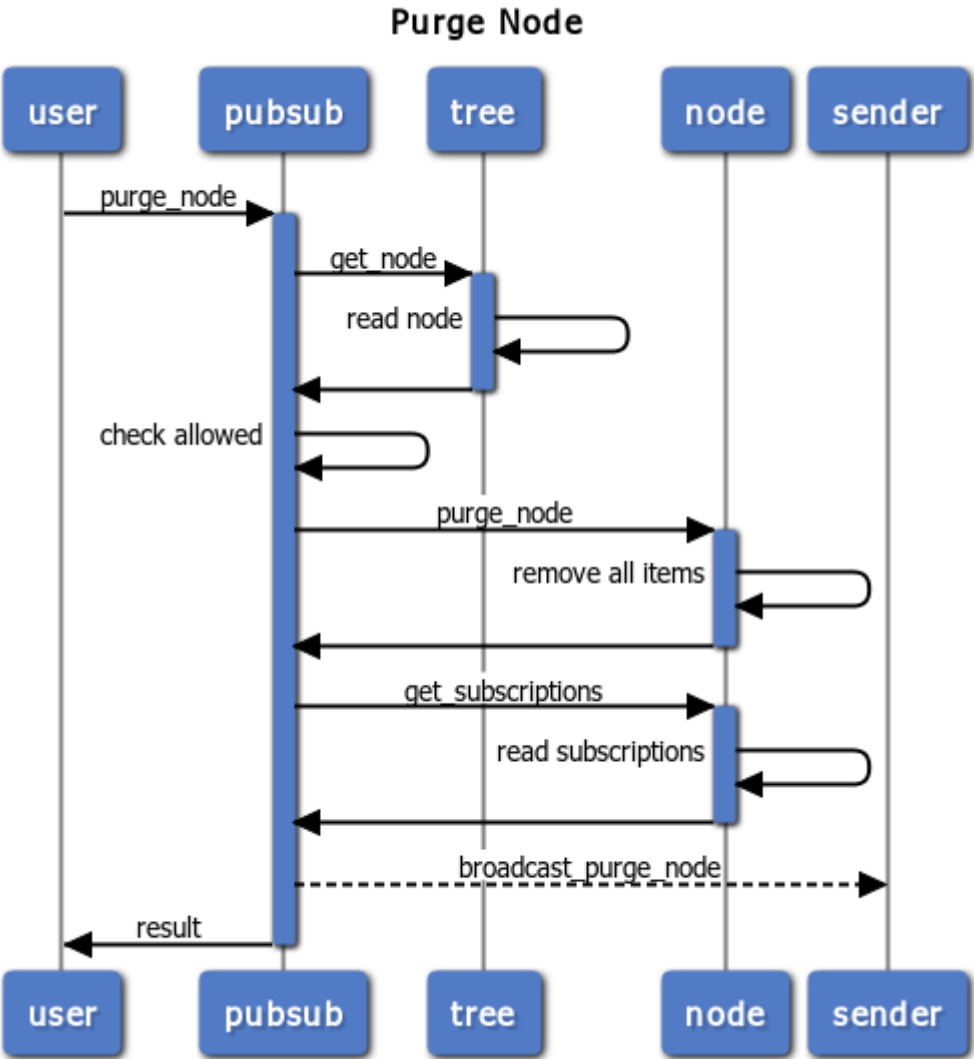 Purge Node
user
pubsub
tree
node
sender
purge_node
get_node
read node
check allowed
purge_node
remove all items
get_subscriptions
read subscriptions
broadcast_purge_node
result
user
pubsub
tree
node
sender